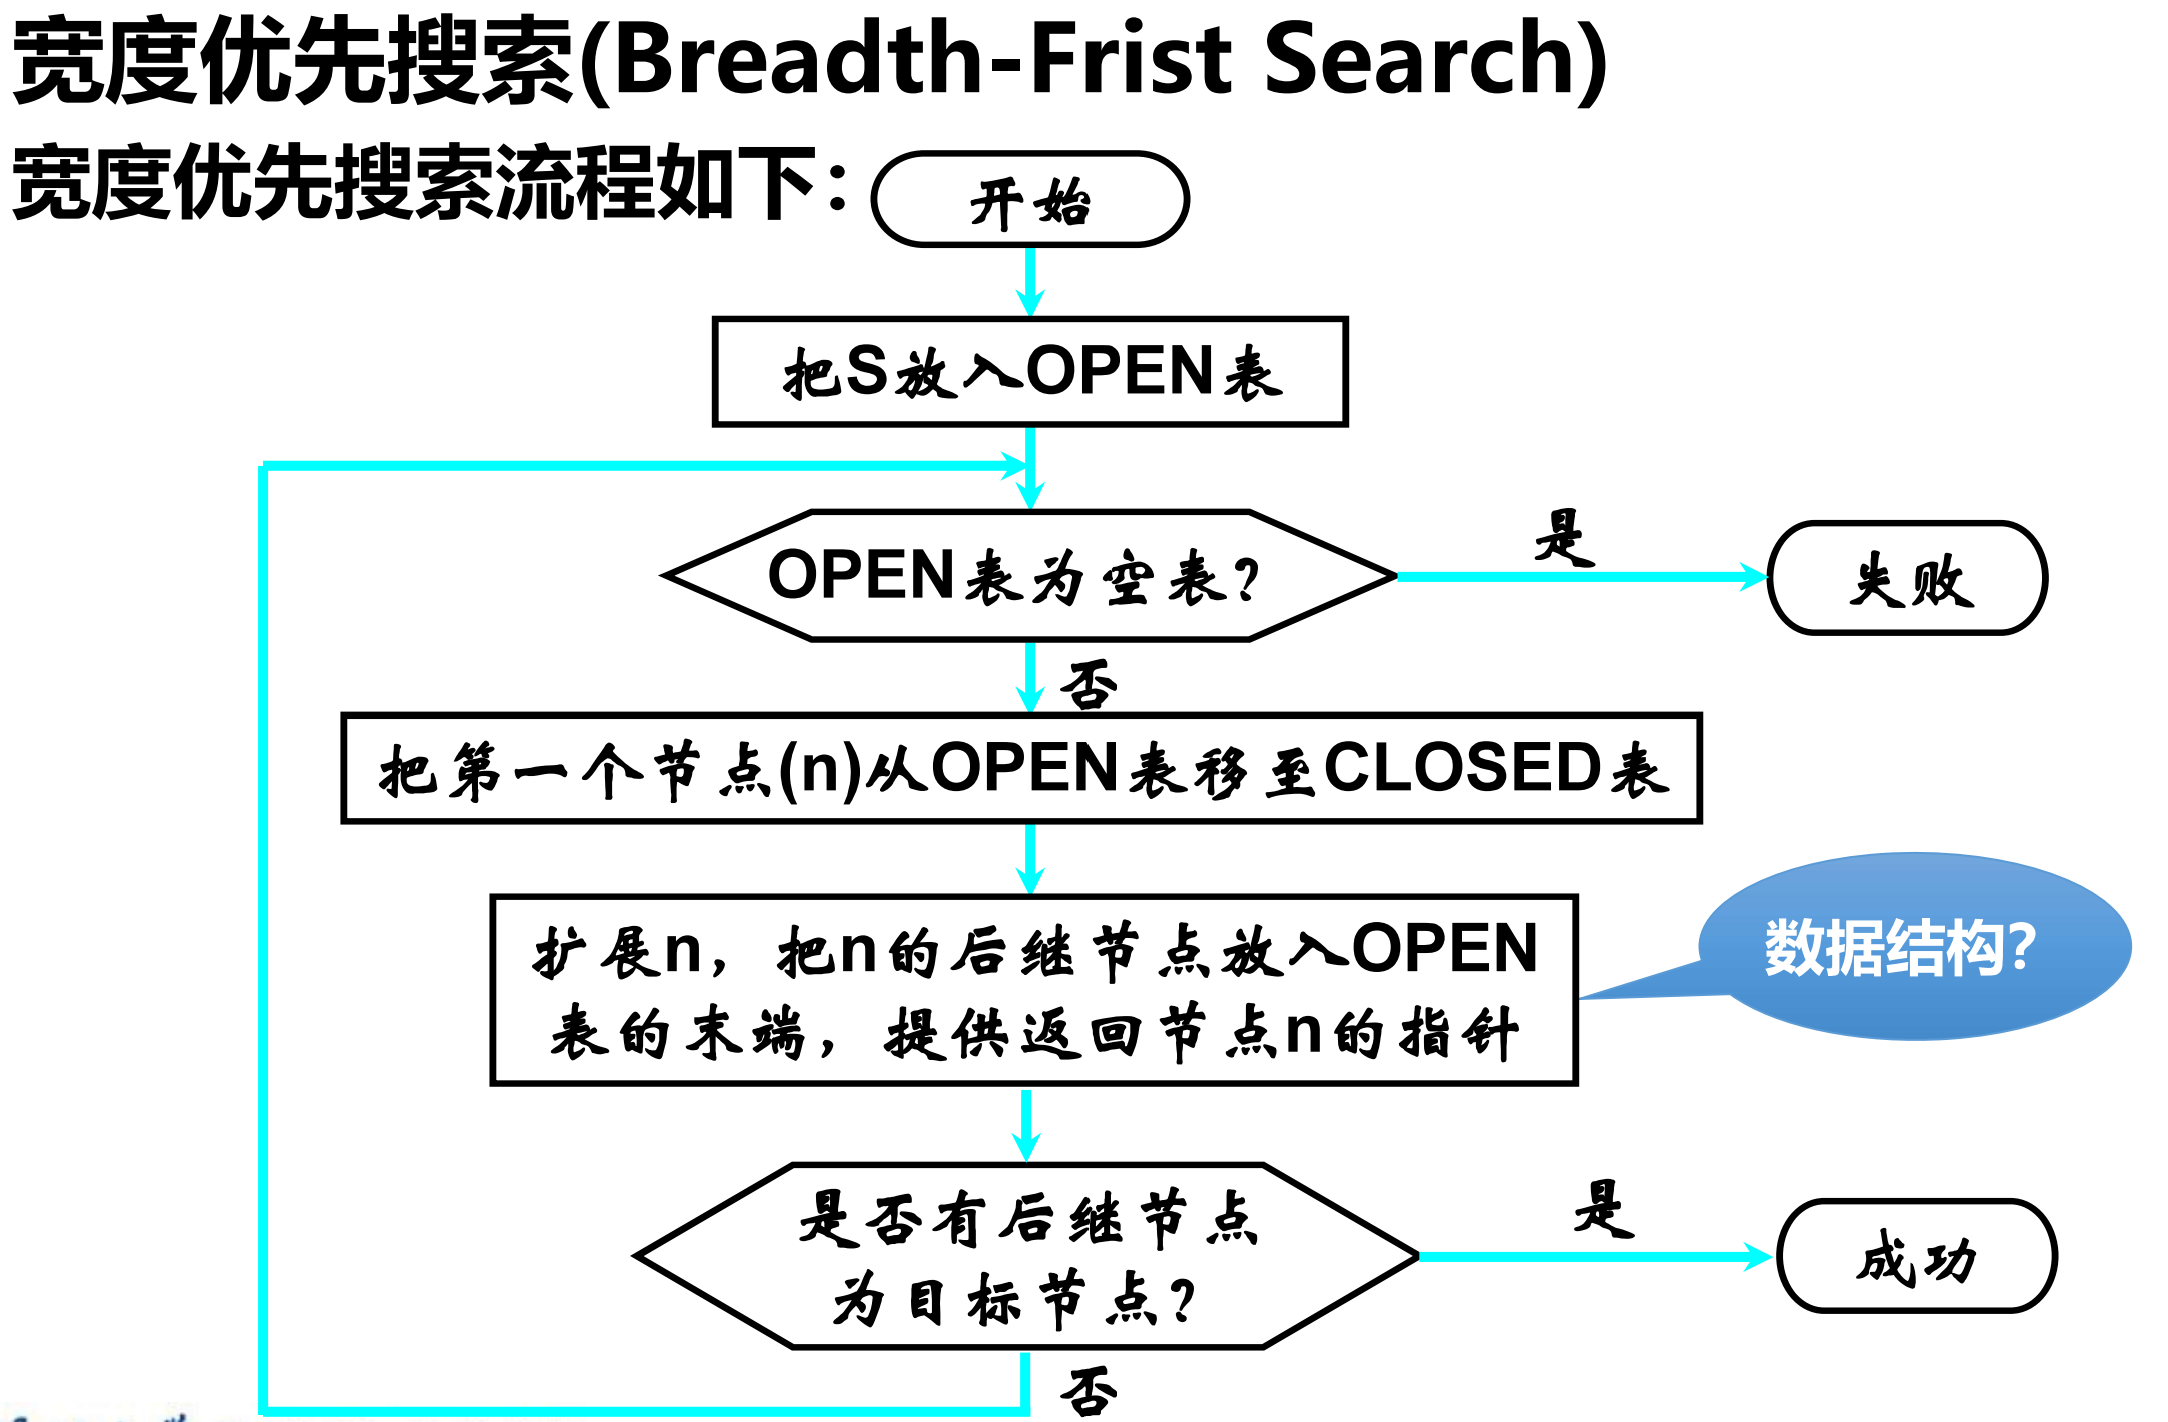 宽度优先搜索(Breadth-Frist Search)
宽度优先搜索流程如下：
开始
把S放入OPEN表
OPEN表为空表？
是
失败
否
把第一个节点(n)从OPEN表移至CLOSED表
扩展n，把n的后继节点放入OPEN
表的末端，提供返回节点n的指针
数据结构？
是否有后继节点
为目标节点？
是
成功
否